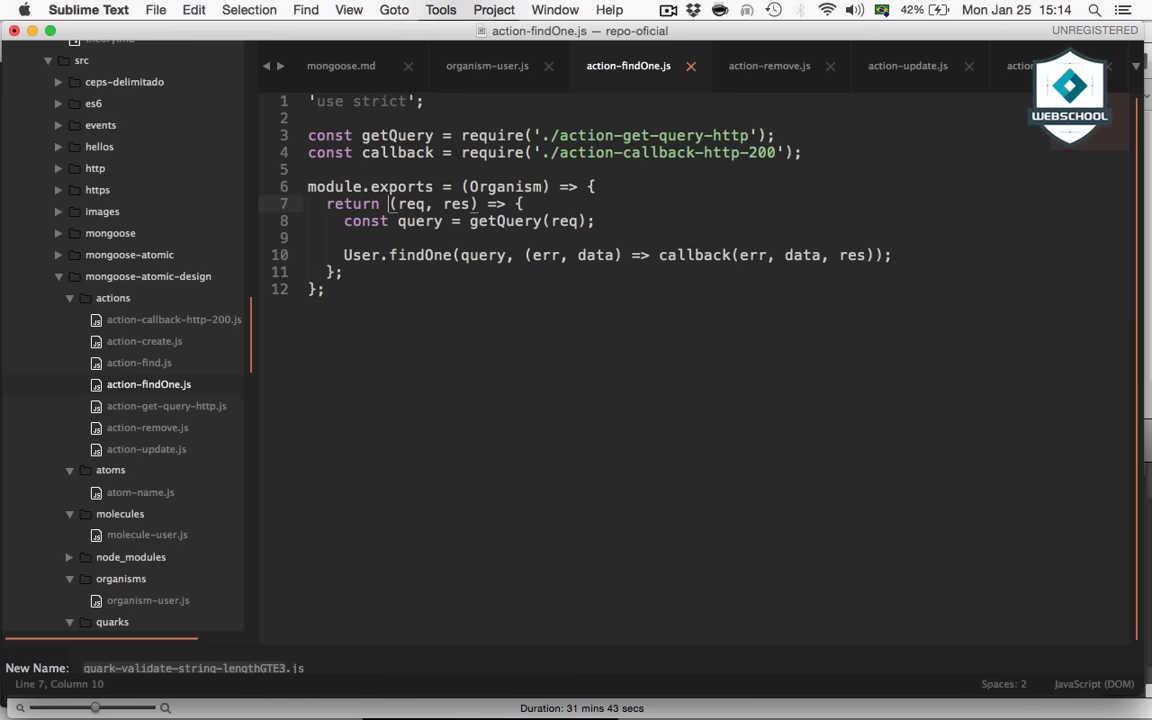 Sublime Text File Edit Selection Find View Goto Tools Project Window Help 42% Mon Jan 25 15:14
action-findOne.js — repo-oficial UNREGISTERED
src
ceps-delimitado
es6
events
hellos
http
https
images
mongoose
mongoose-atomic
mongoose-atomic-design
actions
action-callback-http-200.js
action-create.js
action-find.js
action-findOne.js
action-get-query-http.js
action-remove.js
action-update.js
atoms
atom-name.js
molecules
molecule-user.js
node_modules
organisms
organism-user.js
quarks
mongoose.md organism-user.js action-findOne.js action-remove.js action-update.js
WEBSCHOOL
1 'use strict';
2
3 const getQuery = require('./action-get-query-http');
4 const callback = require('./action-callback-http-200');
5
6 module.exports = (Organism) => {
7 return (req, res) => {
8 const query = getQuery(req);
9
10 User.findOne(query, (err, data) => callback(err, data, res));
11 };
12 };
New Name: quark-validate-string-lengthGTE3.js
Line 7, Column 10 Spaces: 2 JavaScript (DOM)
Duration: 31 mins 43 secs